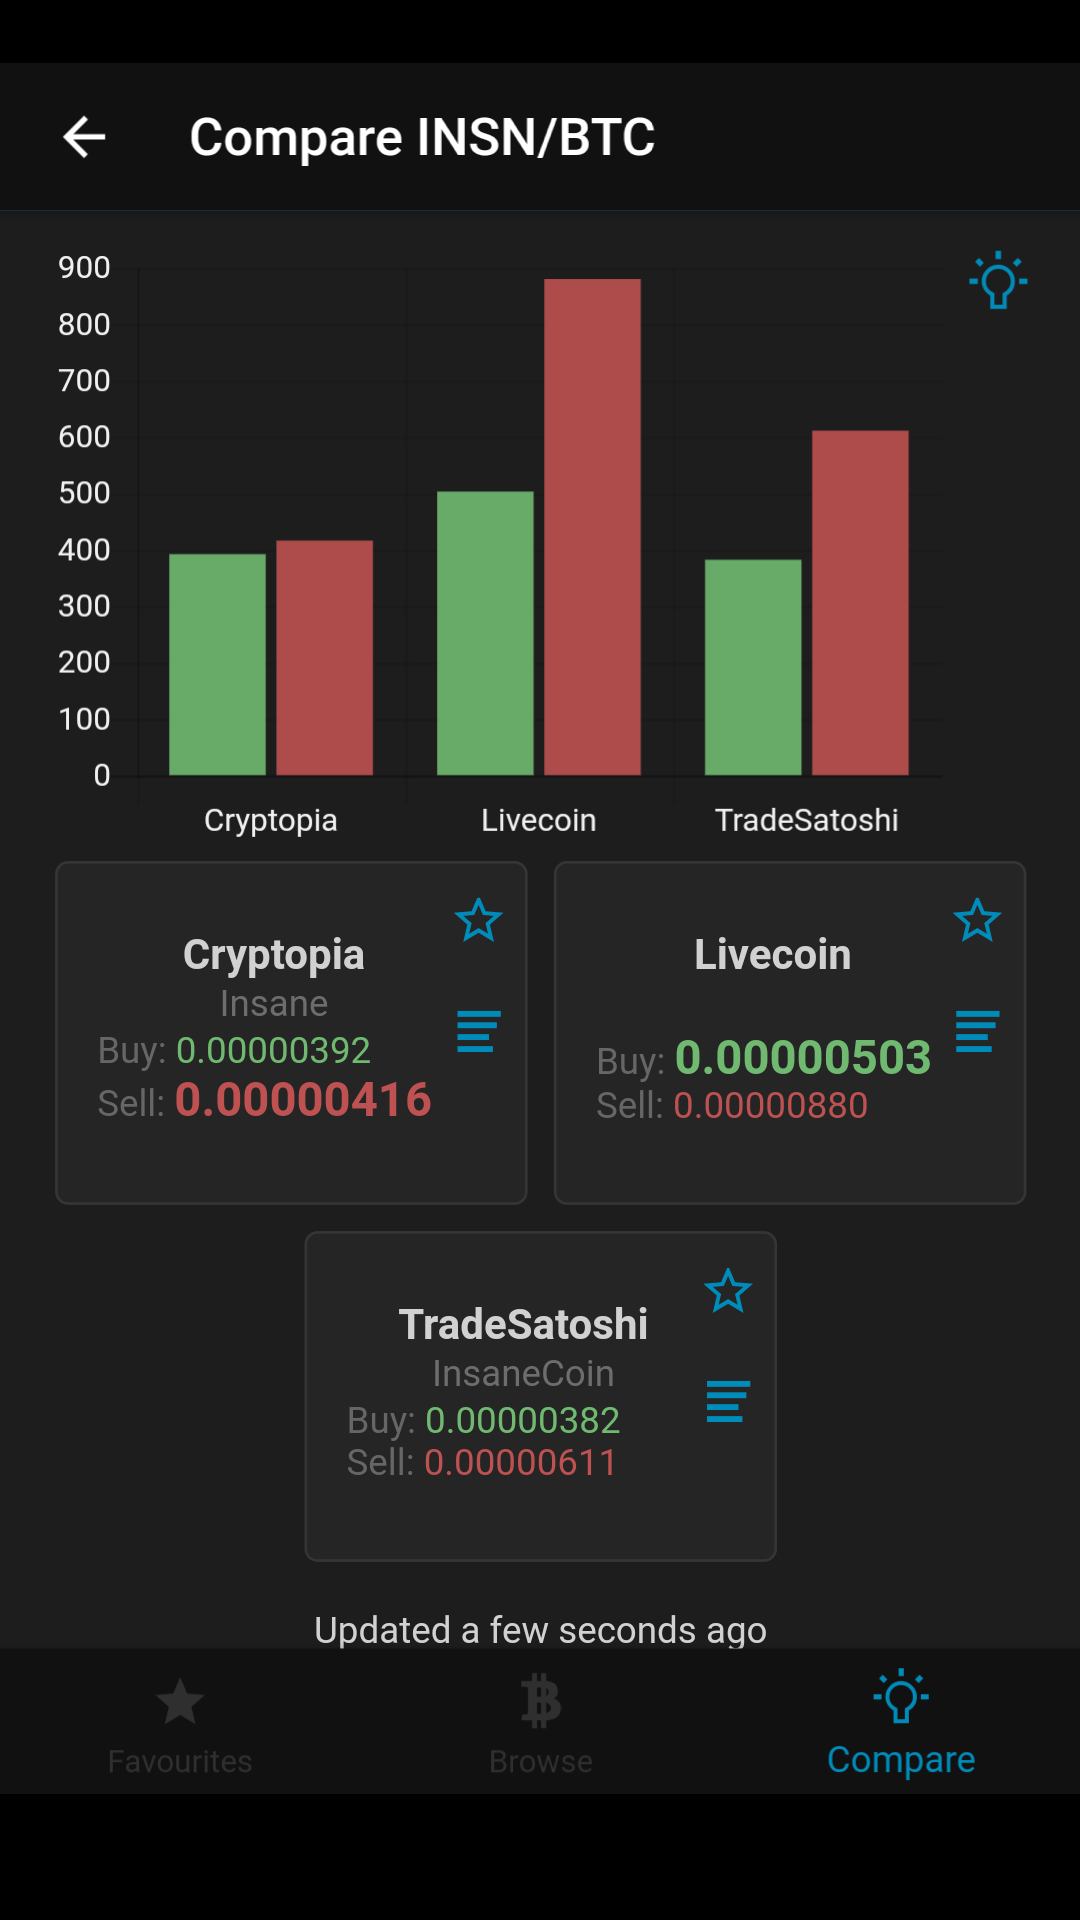 Compare INSN/BTC
900
800
700
600
500
400
300
200
100
0
Cryptopia Livecoin TradeSatoshi
Cryptopia
Insane
Buy: 0.00000392
Sell: 0.00000416
Livecoin
Buy: 0.00000503
Sell: 0.00000880
TradeSatoshi
InsaneCoin
Buy: 0.00000382
Sell: 0.00000611
Updated a few seconds ago
Favourites Browse Compare